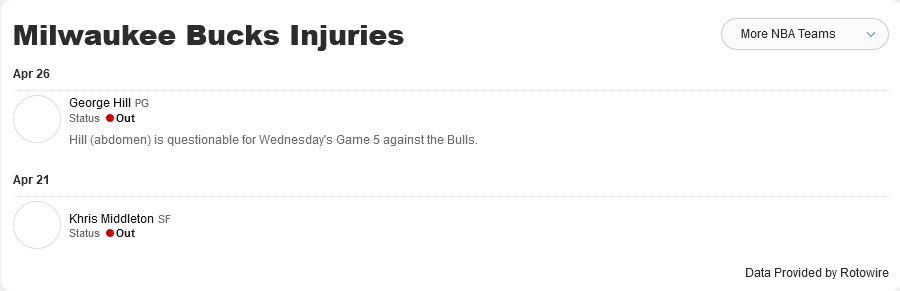 Milwaukee Bucks Injuries
More NBA Teams
Apr 26
George Hill PG
Status Out
Hill (abdomen) is questionable for Wednesday's Game 5 against the Bulls.
Apr 21
Khris Middleton SF
Status Out
Data Provided by Rotowire